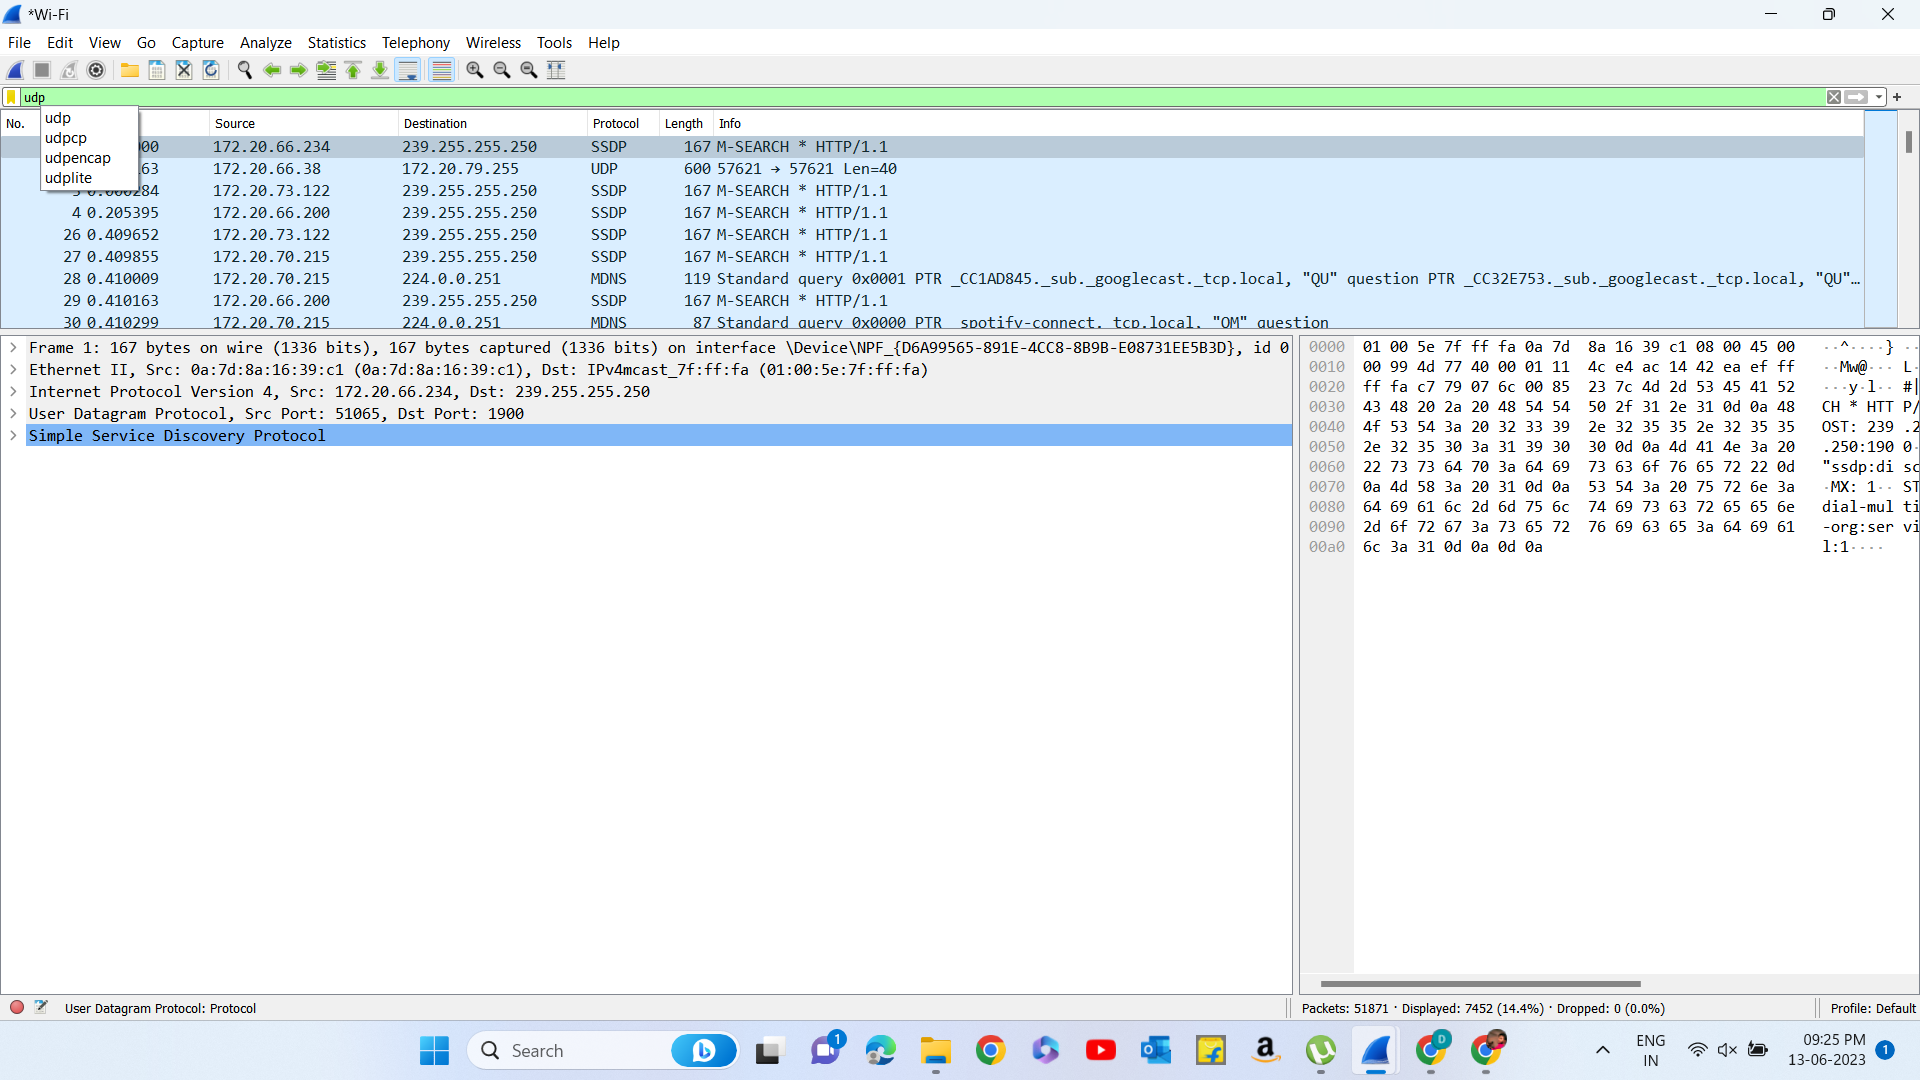 *Wi-Fi
File Edit View Go Capture Analyze Statistics Telephony Wireless Tools Help
udp
udp
udpcp
udpencap
udplite
No. Source Destination Protocol Length Info
00 172.20.66.234 239.255.255.250 SSDP 167 M-SEARCH * HTTP/1.1
63 172.20.66.38 172.20.79.255 UDP 600 57621 → 57621 Len=40
3 0.000284 172.20.73.122 239.255.255.250 SSDP 167 M-SEARCH * HTTP/1.1
4 0.205395 172.20.66.200 239.255.255.250 SSDP 167 M-SEARCH * HTTP/1.1
26 0.409652 172.20.73.122 239.255.255.250 SSDP 167 M-SEARCH * HTTP/1.1
27 0.409855 172.20.70.215 239.255.255.250 SSDP 167 M-SEARCH * HTTP/1.1
28 0.410009 172.20.70.215 224.0.0.251 MDNS 119 Standard query 0x0001 PTR _CC1AD845._sub._googlecast._tcp.local, "QU" question PTR _CC32E753._sub._googlecast._tcp.local, "QU"…
29 0.410163 172.20.66.200 239.255.255.250 SSDP 167 M-SEARCH * HTTP/1.1
30 0.410299 172.20.70.215 224.0.0.251 MDNS 87 Standard query 0x0000 PTR _spotify-connect._tcp.local, "QM" question
Frame 1: 167 bytes on wire (1336 bits), 167 bytes captured (1336 bits) on interface \Device\NPF_{D6A99565-891E-4CC8-8B9B-E08731EE5B3D}, id 0
Ethernet II, Src: 0a:7d:8a:16:39:c1 (0a:7d:8a:16:39:c1), Dst: IPv4mcast_7f:ff:fa (01:00:5e:7f:ff:fa)
Internet Protocol Version 4, Src: 172.20.66.234, Dst: 239.255.255.250
User Datagram Protocol, Src Port: 51065, Dst Port: 1900
Simple Service Discovery Protocol
0000 01 00 5e 7f ff fa 0a 7d 8a 16 39 c1 08 00 45 00 ··^····} ··
0010 00 99 4d 77 40 00 01 11 4c e4 ac 14 42 ea ef ff ··Mw@··· L·
0020 ff fa c7 79 07 6c 00 85 23 7c 4d 2d 53 45 41 52 ···y·l·· #|
0030 43 48 20 2a 20 48 54 54 50 2f 31 2e 31 0d 0a 48 CH * HTT P/
0040 4f 53 54 3a 20 32 33 39 2e 32 35 35 2e 32 35 35 OST: 239 .2
0050 2e 32 35 30 3a 31 39 30 30 0d 0a 4d 41 4e 3a 20 .250:190 0·
0060 22 73 73 64 70 3a 64 69 73 63 6f 76 65 72 22 0d "ssdp:di sc
0070 0a 4d 58 3a 20 31 0d 0a 53 54 3a 20 75 72 6e 3a ·MX: 1·· ST
0080 64 69 61 6c 2d 6d 75 6c 74 69 73 63 72 65 65 6e dial-mul ti
0090 2d 6f 72 67 3a 73 65 72 76 69 63 65 3a 64 69 61 -org:ser vi
00a0 6c 3a 31 0d 0a 0d 0a l:1····
User Datagram Protocol: Protocol
Packets: 51871 · Displayed: 7452 (14.4%) · Dropped: 0 (0.0%)
Profile: Default
Search
1
D
ENG
IN
09:25 PM
13-06-2023
1